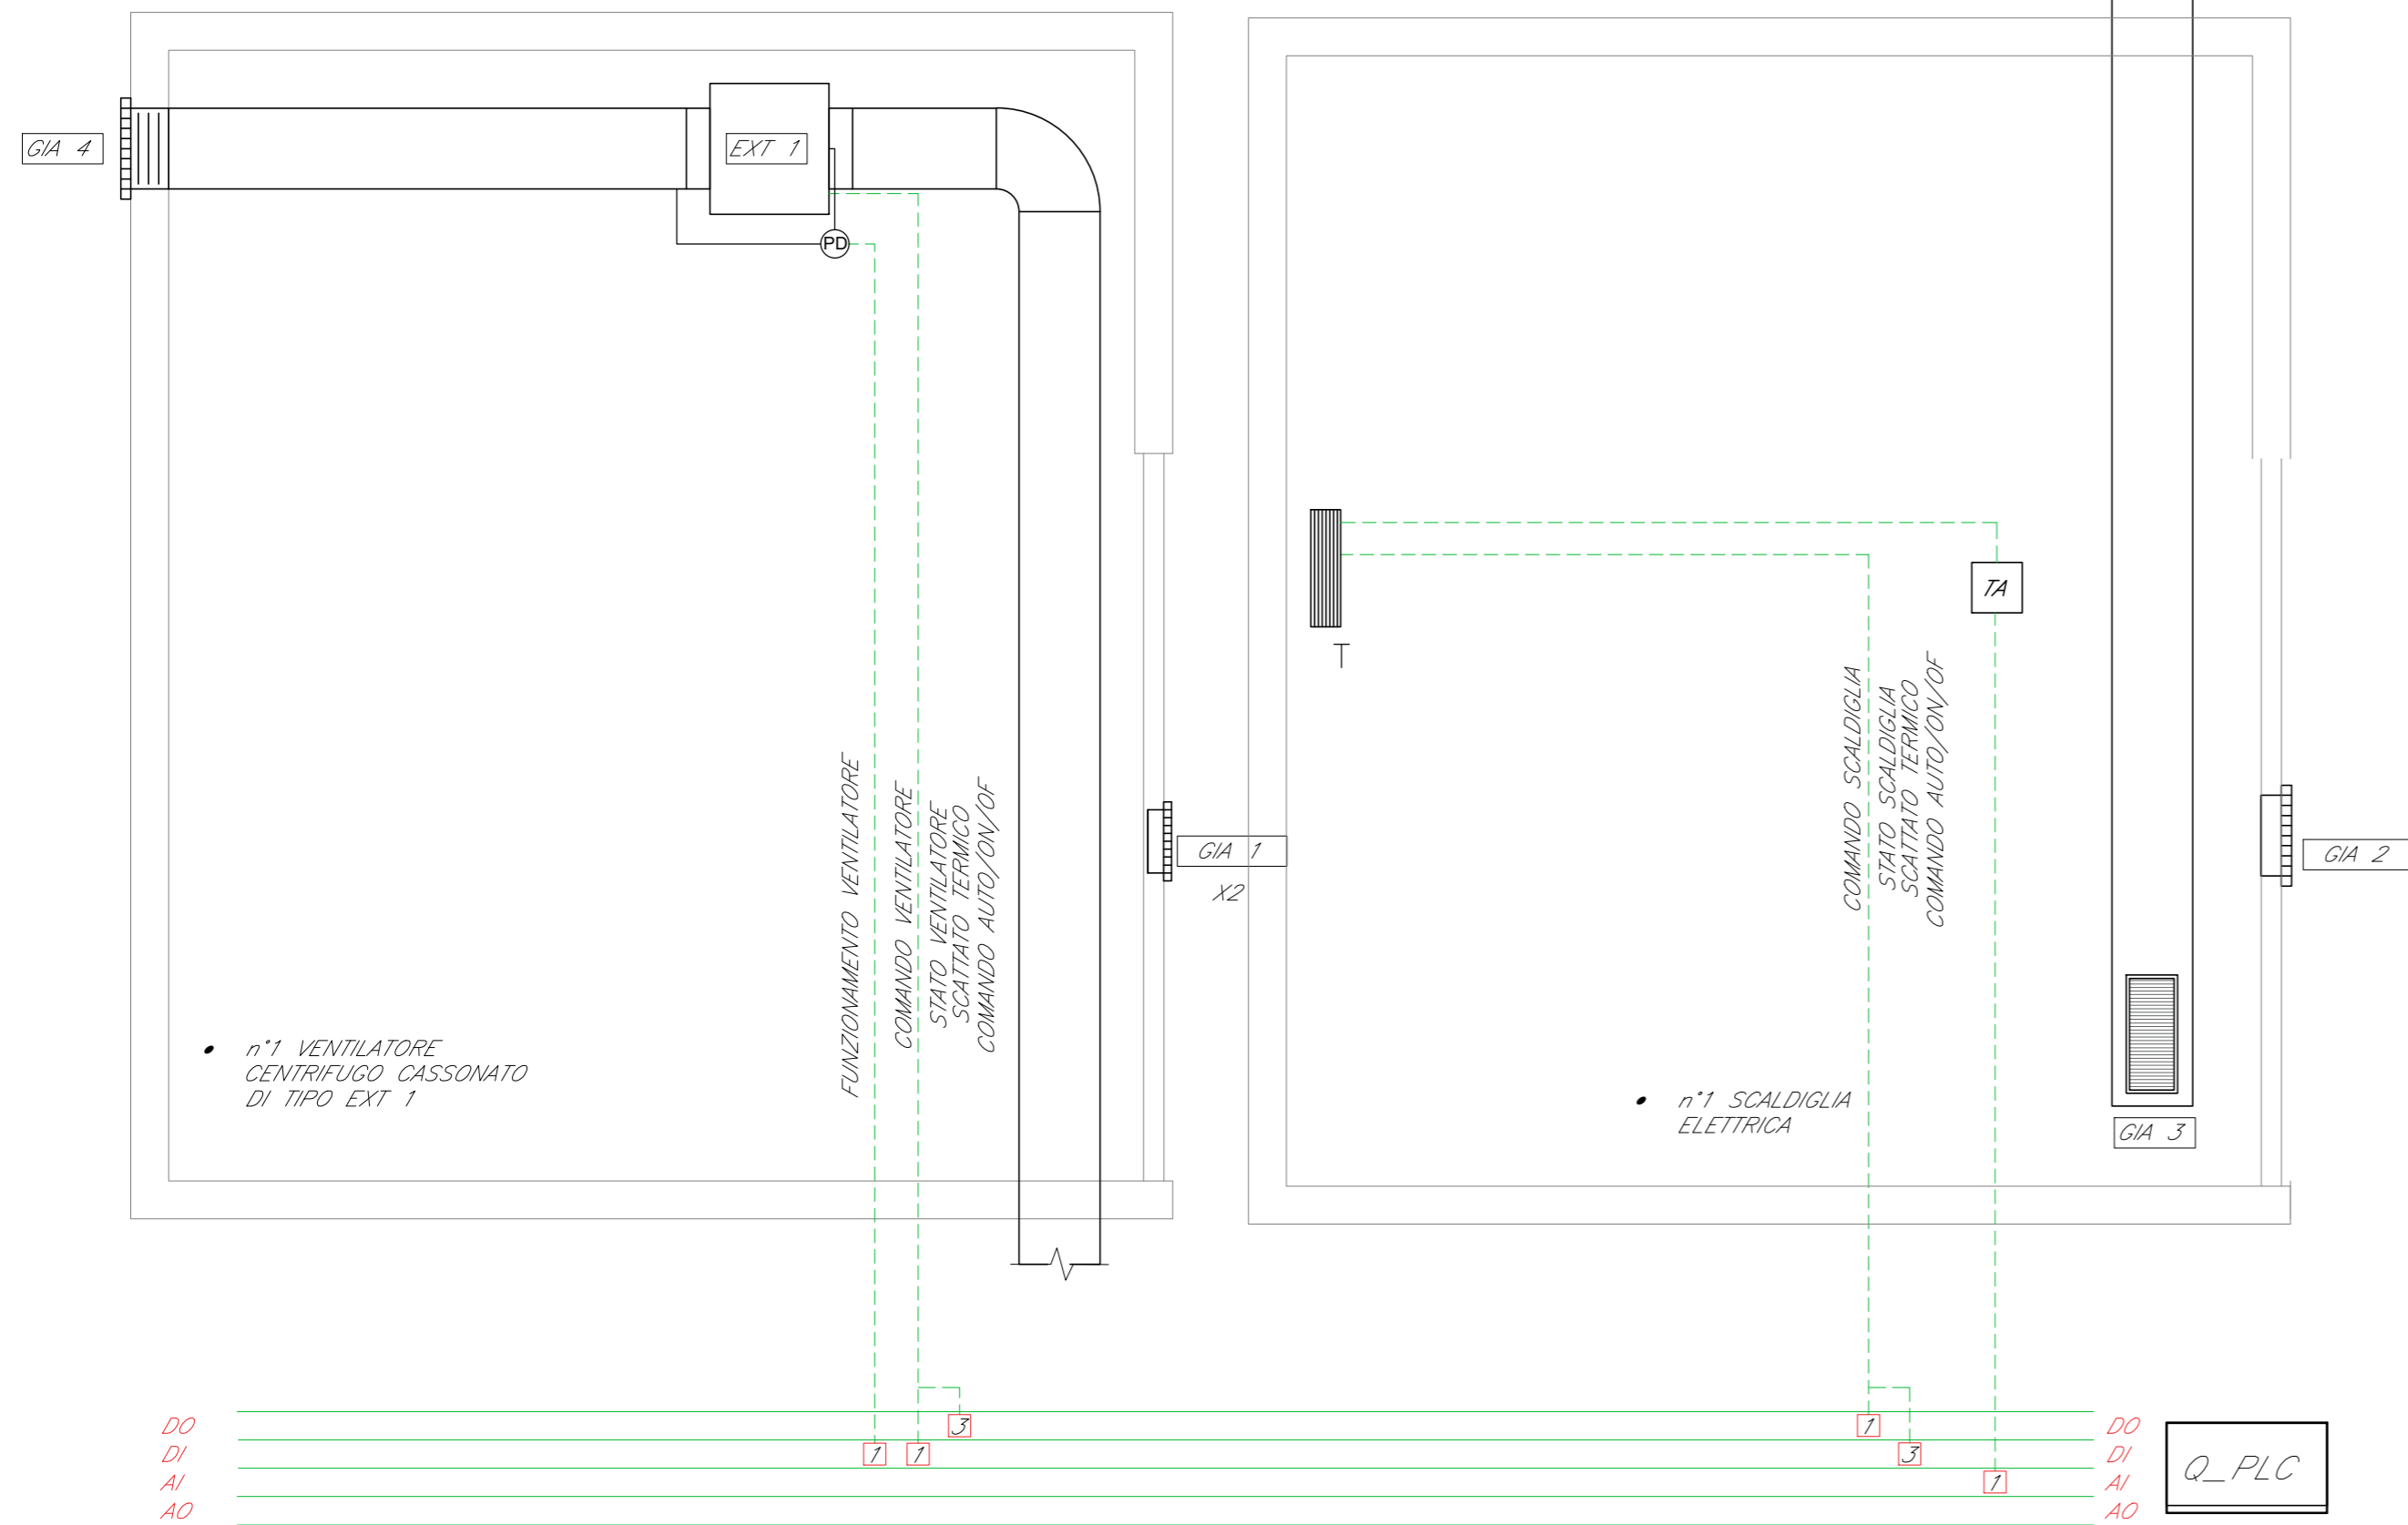 GIA 4
EXT 1
PD
TA
T
GIA 1
X2
GIA 2
FUNZIONAMENTO VENTILATORE
COMANDO VENTILATORE
STATO VENTILATORE
SCATTATO TERMICO
COMANDO AUTO/ON/OF
COMANDO SCALDIGLIA
STATO SCALDIGLIA
SCATTATO TERMICO
COMANDO AUTO/ON/OF
n°1 VENTILATORE
CENTRIFUGO CASSONATO
DI TIPO EXT 1
n°1 SCALDIGLIA
ELETTRICA
GIA 3
DO 3 1 DO
DI 1 1 3 DI
AI 1 AI
AO AO
Q_PLC